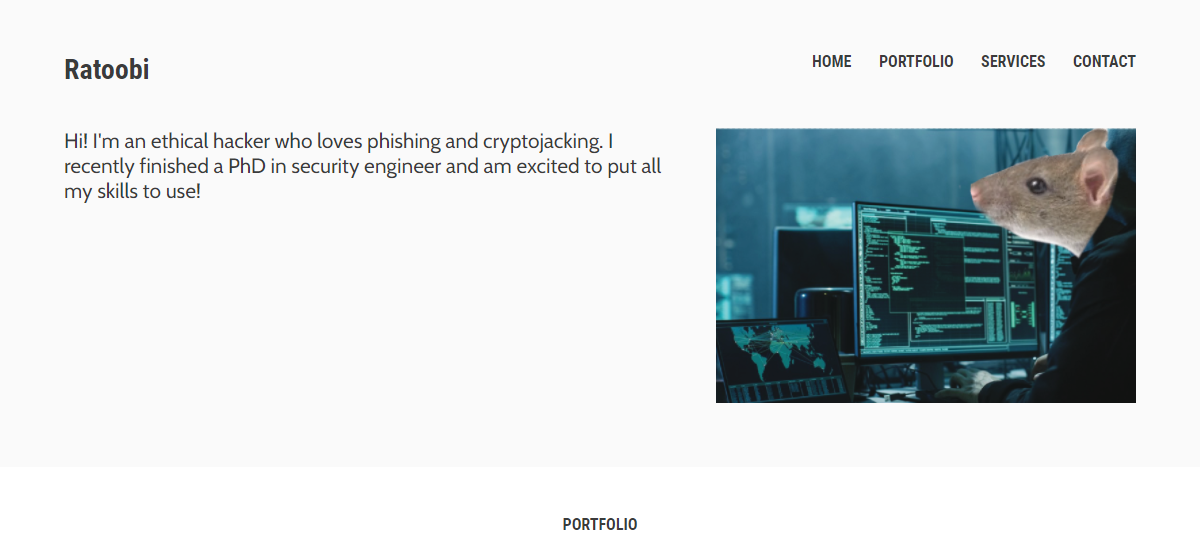 Ratoobi
HOME PORTFOLIO SERVICES CONTACT
Hi! I'm an ethical hacker who loves phishing and cryptojacking. I
recently finished a PhD in security engineer and am excited to put all
my skills to use!
PORTFOLIO